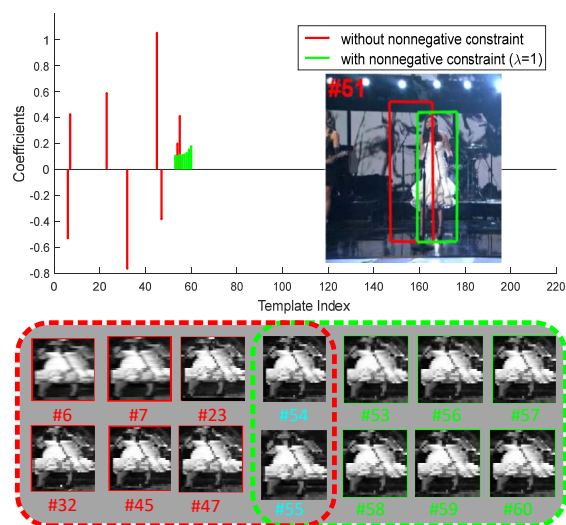 without nonnegative constraint
with nonnegative constraint (λ=1)
#51
Coefficients
1
0.8
0.6
0.4
0.2
0
-0.2
-0.4
-0.6
-0.8
0 20 40 60 80 100 120 140 160 180 200 220
Template Index
#6 #7 #23 #54 #53 #56 #57
#32 #45 #47 #55 #58 #59 #60